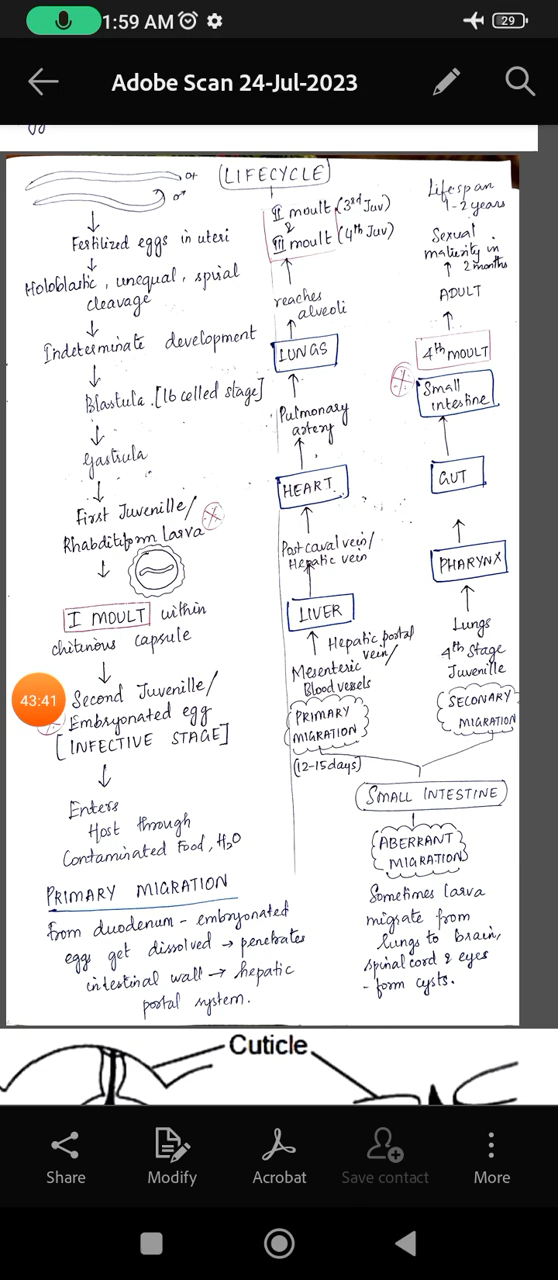 1:59 AM
29
Adobe Scan 24-Jul-2023
LIFECYCLE
or
Fertilized eggs in uteri
Holoblastic, unequal, spiral
cleavage
Indeterminate development
Blastula. [16 celled stage]
Gastrula
First Juvenille/
Rhabditiform larva
I MOULT within
chitinous capsule
43:41
Second Juvenille/
Embryonated egg
[INFECTIVE STAGE]
Enters
Host through
Contaminated Food, H2O
PRIMARY MIGRATION
From duodenum - embryonated
eggs get dissolved → penetrates
intestinal wall → hepatic
portal system.
II moult (3rd Juv)
&
III moult (4th Juv)
reaches
alveoli
LUNGS
Pulmonary
artery
HEART
Post caval vein/
Hepatic vein
LIVER
Hepatic portal
vein/
Mesenteric
Blood vessels
PRIMARY
MIGRATION
(12-15days)
Lifespan
1-2 years
Sexual
maturity in
2 months
ADULT
4th MOULT
Small
intestine
GUT
PHARYNX
Lungs
4th Stage
Juvenille
SECONARY
MIGRATION
SMALL INTESTINE
ABERRANT
MIGRATION
Sometimes larva
migrate from
lungs to brain,
spinal cord & eyes
- form cysts.
Cuticle
Share
Modify
Acrobat
Save contact
More